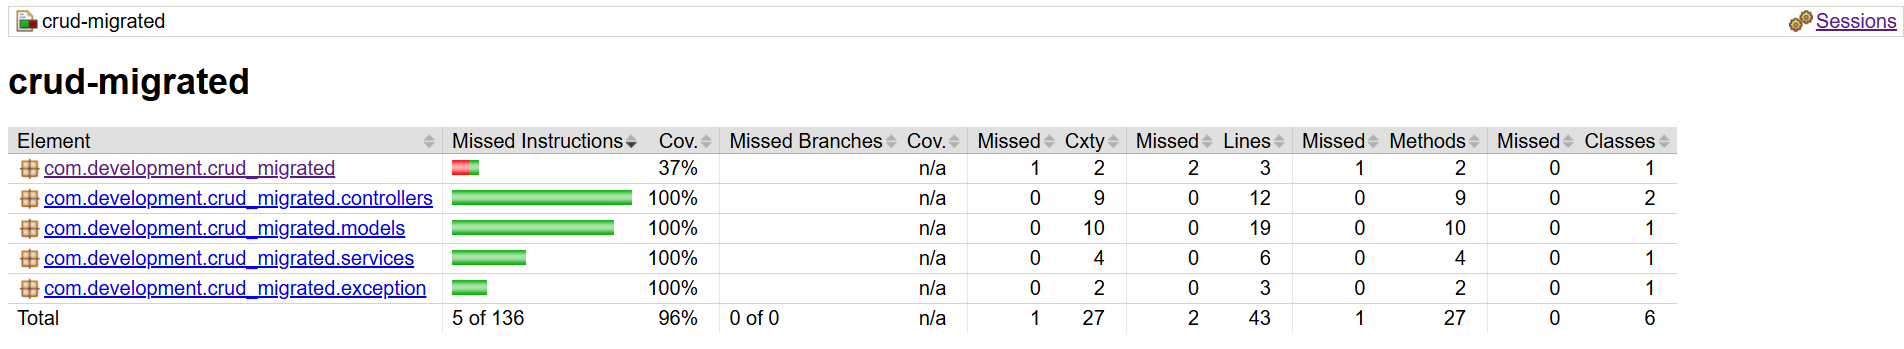 crud-migrated Sessions
crud-migrated
Element Missed Instructions Cov. Missed Branches Cov. Missed Cxty Missed Lines Missed Methods Missed Classes
com.development.crud_migrated 37% n/a 1 2 2 3 1 2 0 1
com.development.crud_migrated.controllers 100% n/a 0 9 0 12 0 9 0 2
com.development.crud_migrated.models 100% n/a 0 10 0 19 0 10 0 1
com.development.crud_migrated.services 100% n/a 0 4 0 6 0 4 0 1
com.development.crud_migrated.exception 100% n/a 0 2 0 3 0 2 0 1
Total 5 of 136 96% 0 of 0 n/a 1 27 2 43 1 27 0 6